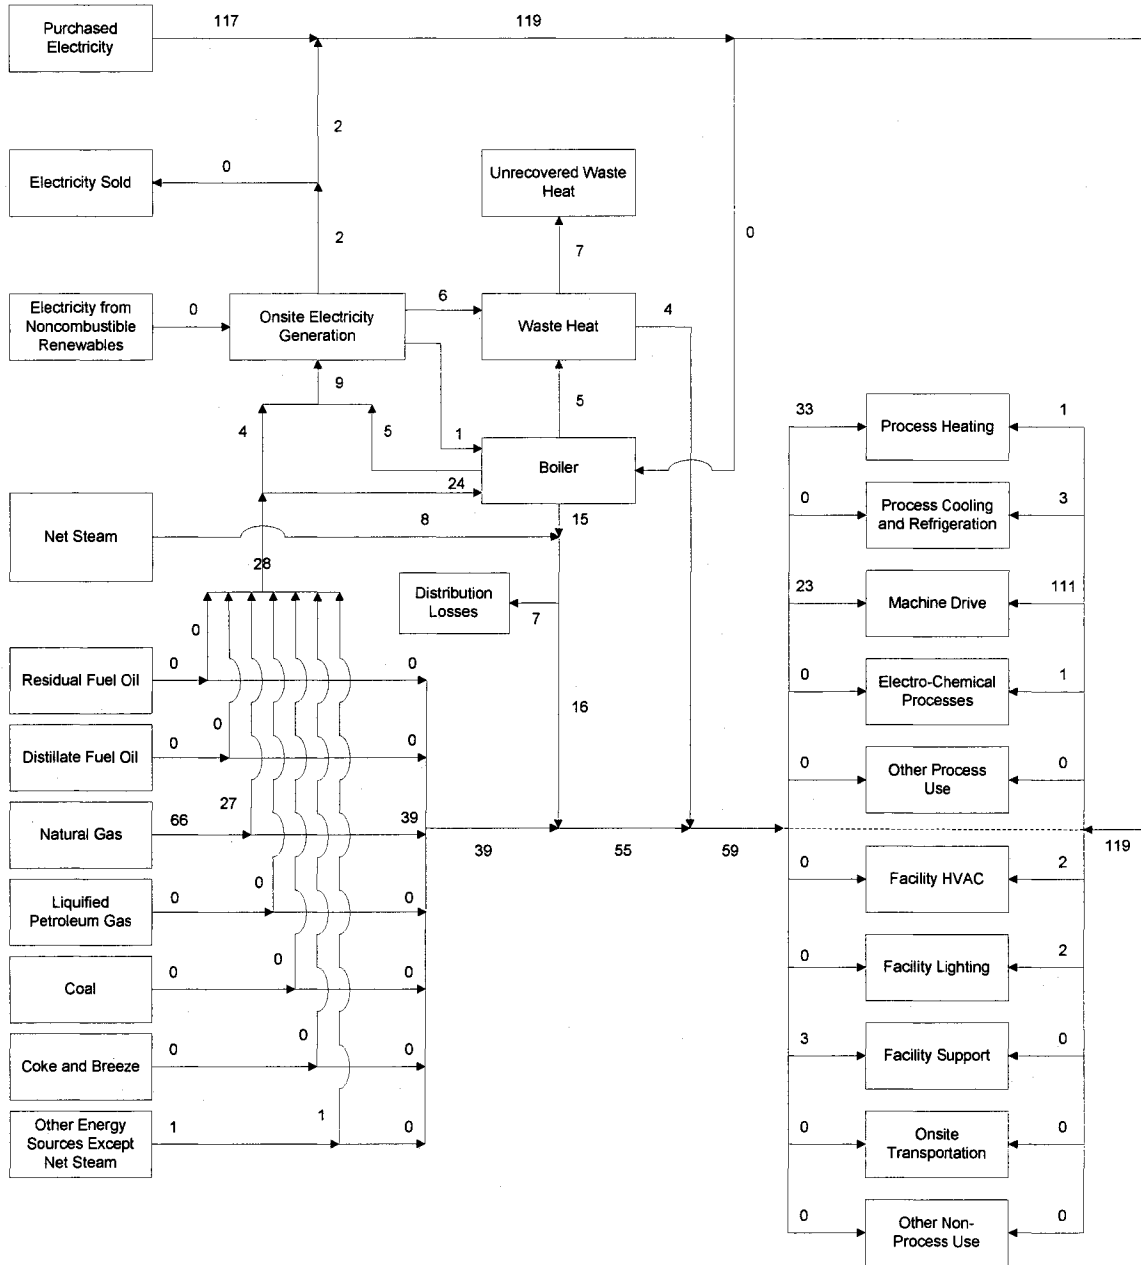 117
119
Purchased
Electricity
2
0
Electricity Sold
Unrecovered Waste
Heat
2
7
0
Electricity from
Noncombustible
Renewables
0
Onsite Electricity
Generation
6
Waste Heat
4
9
5
4
5
1
Boiler
24
Net Steam
8
15
28
Distribution
Losses
7
16
0
Residual Fuel Oil
0
0
Distillate Fuel Oil
0
0
0
Natural Gas
66
27
39
39
55
59
Liquified
Petroleum Gas
0
0
0
Coal
0
0
0
Coke and Breeze
0
0
0
Other Energy
Sources Except
Net Steam
1
1
0
33
Process Heating
1
0
Process Cooling
and Refrigeration
3
23
Machine Drive
111
0
Electro-Chemical
Processes
1
0
Other Process
Use
0
119
0
Facility HVAC
2
0
Facility Lighting
2
3
Facility Support
0
0
Onsite
Transportation
0
0
Other Non-
Process Use
0